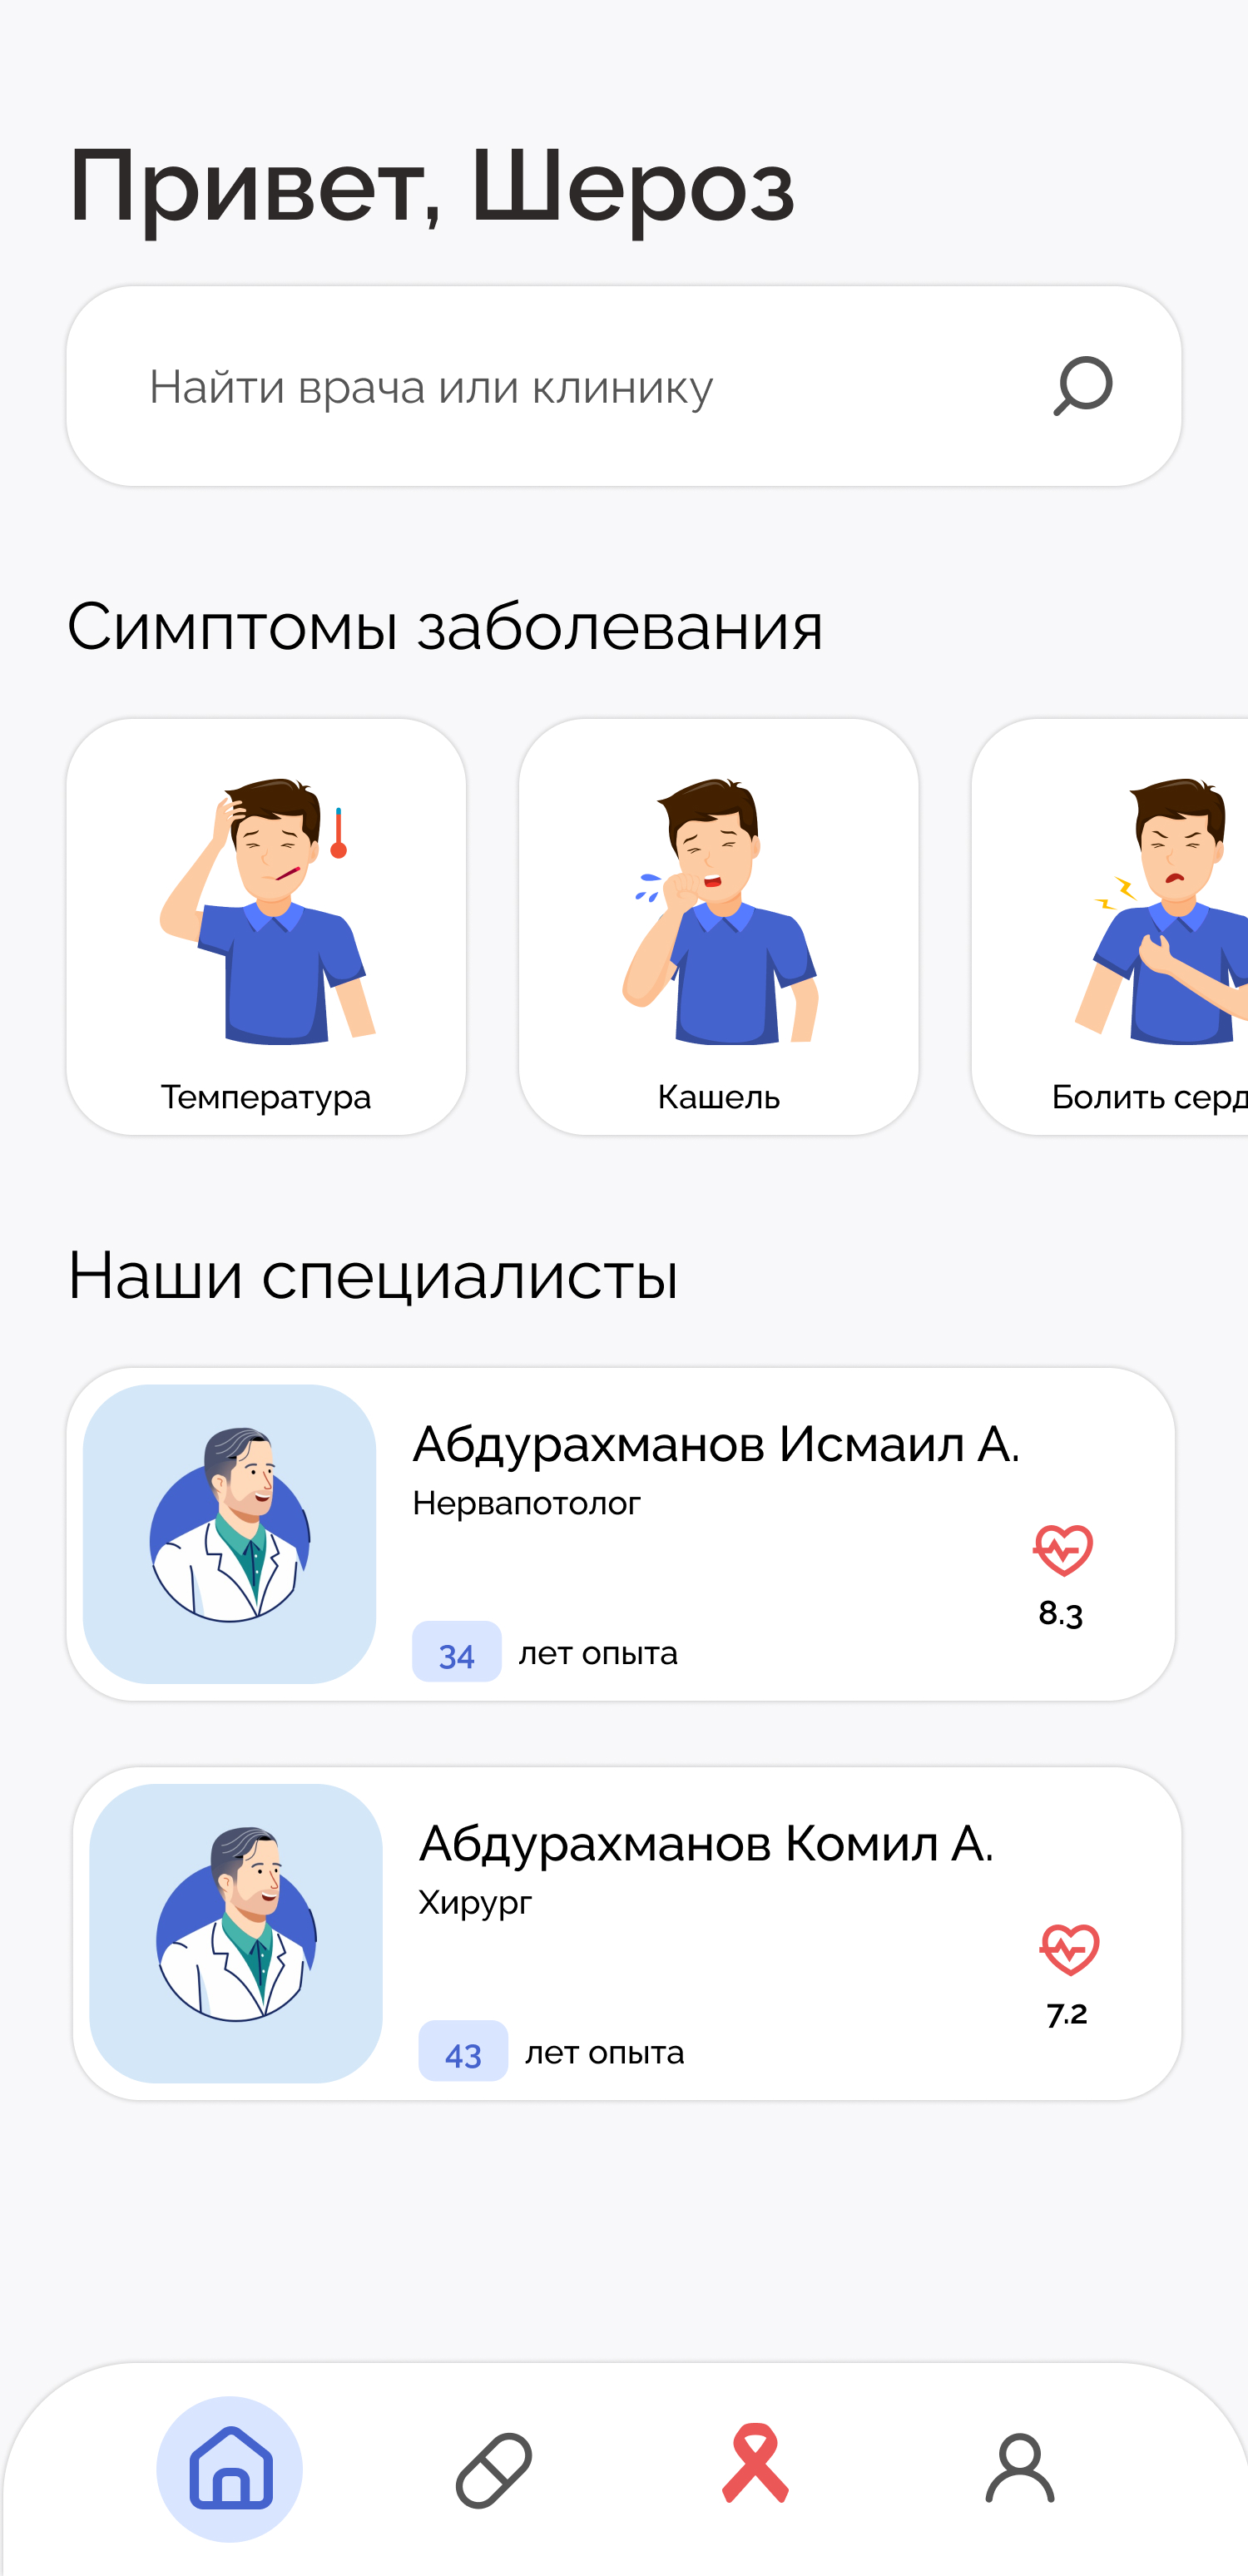 Привет, Шероз
Найти врача или клинику
Симптомы заболевания
Температура
Кашель
Болить серд
Наши специалисты
Абдурахманов Исмаил А.
Нервапотолог
8.3
34 лет опыта
Абдурахманов Комил А.
Хирург
7.2
43 лет опыта